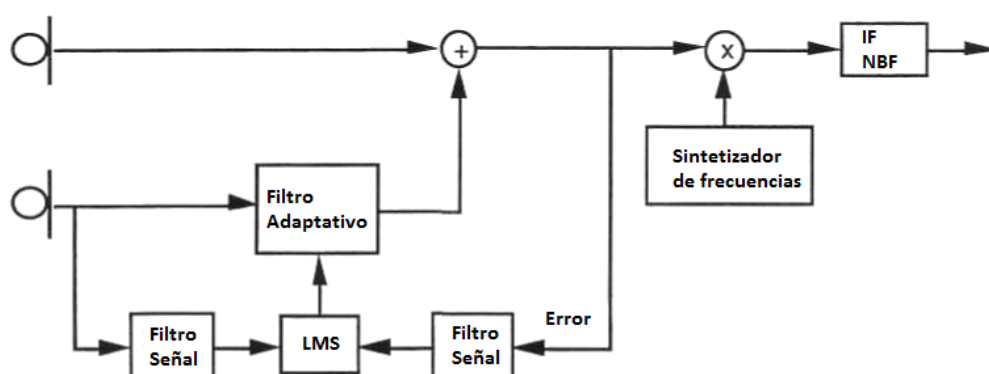 +
X
IF
NBF
Sintetizador
de frecuencias
Filtro
Adaptativo
Error
Filtro
Señal
LMS
Filtro
Señal